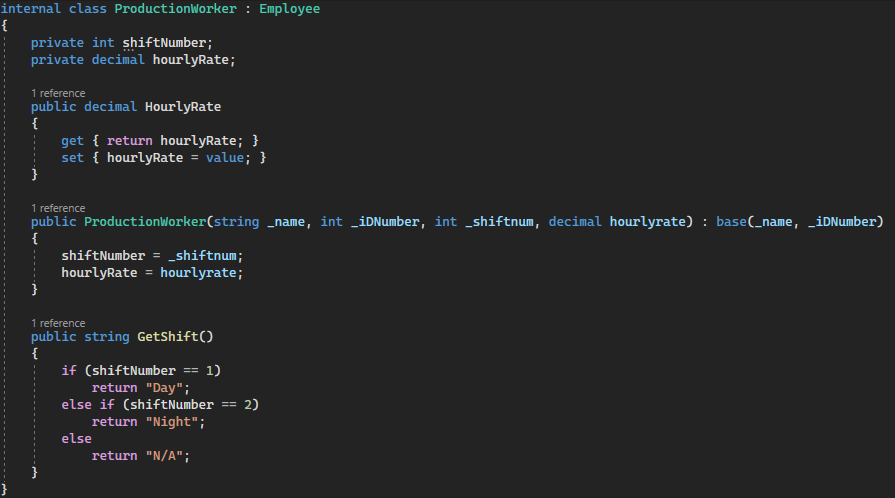 internal class ProductionWorker : Employee
{
    private int shiftNumber;
    private decimal hourlyRate;

    1 reference
    public decimal HourlyRate
    {
        get { return hourlyRate; }
        set { hourlyRate = value; }
    }

    1 reference
    public ProductionWorker(string _name, int _iDNumber, int _shiftnum, decimal hourlyrate) : base(_name, _iDNumber)
    {
        shiftNumber = _shiftnum;
        hourlyRate = hourlyrate;
    }

    1 reference
    public string GetShift()
    {
        if (shiftNumber == 1)
            return "Day";
        else if (shiftNumber == 2)
            return "Night";
        else
            return "N/A";
    }
}